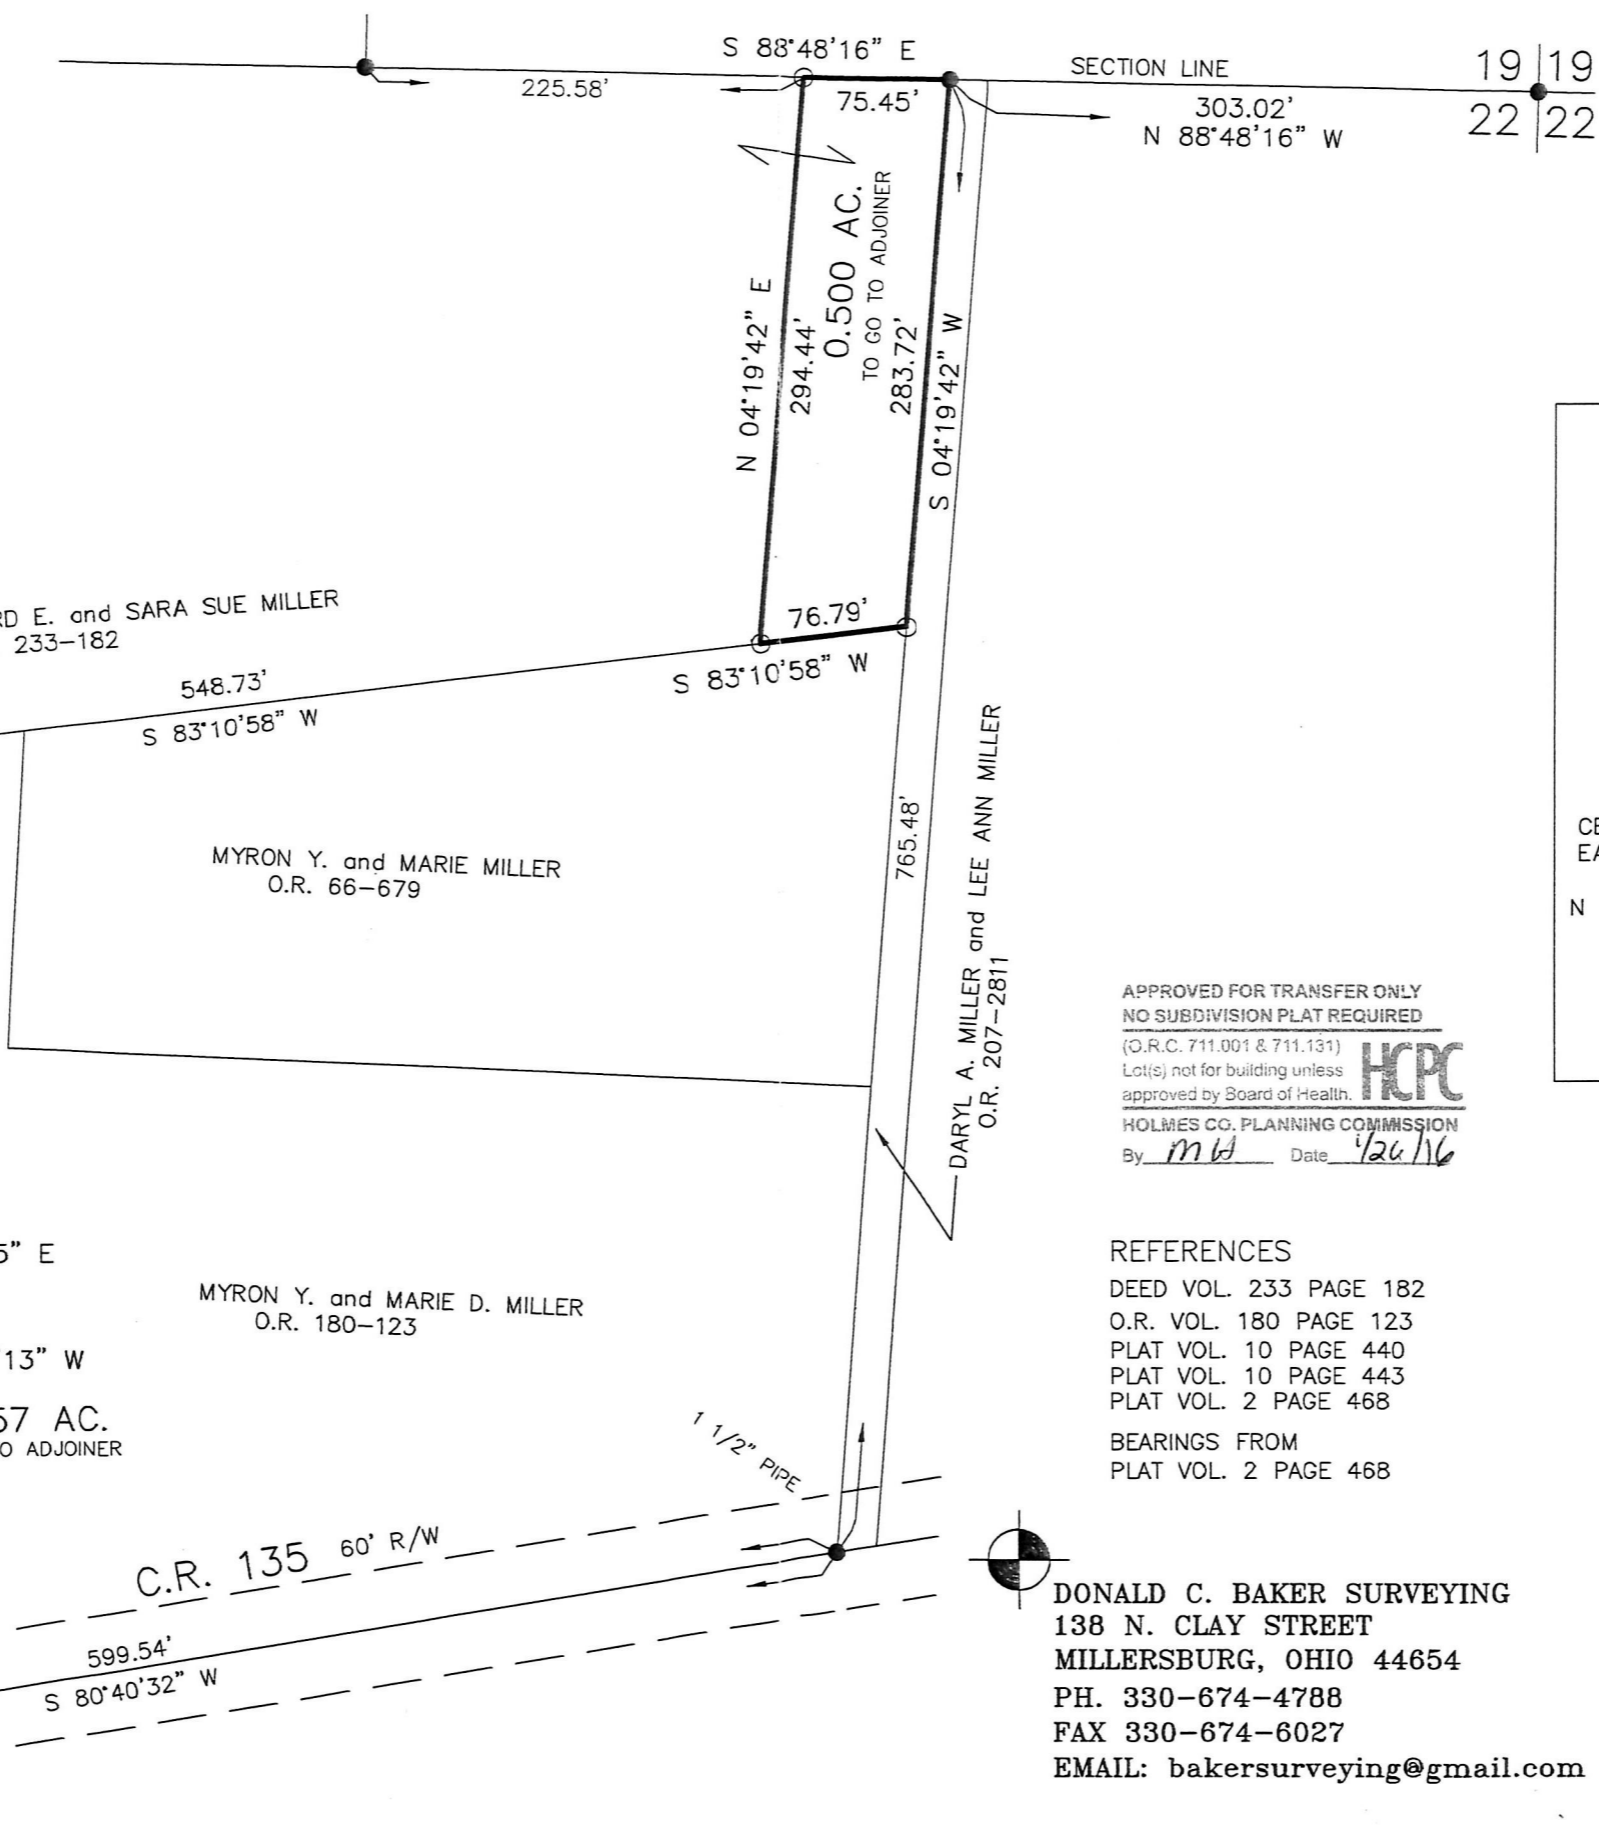 S 88°48'16" E
225.58'
75.45'
SECTION LINE
303.02'
N 88°48'16" W
19 19
22 22
N 04°19'42" E
294.44'
0.500 AC.
TO GO TO ADJOINER
283.72'
S 04°19'42" W
RD E. and SARA SUE MILLER
233-182
76.79'
S 83°10'58" W
548.73'
S 83°10'58" W
MYRON Y. and MARIE MILLER
O.R. 66-679
765.48'
DARYL A. MILLER and LEE ANN MILLER
O.R. 207-2811
CE
EA
N
APPROVED FOR TRANSFER ONLY
NO SUBDIVISION PLAT REQUIRED
(O.R.C. 711.001 & 711.131)
Lot(s) not for building unless
approved by Board of Health.
HCPC
HOLMES CO. PLANNING COMMISSION
By Date 1/26/16
5" E
'13" W
57 AC.
O ADJOINER
MYRON Y. and MARIE D. MILLER
O.R. 180-123
REFERENCES
DEED VOL. 233 PAGE 182
O.R. VOL. 180 PAGE 123
PLAT VOL. 10 PAGE 440
PLAT VOL. 10 PAGE 443
PLAT VOL. 2 PAGE 468
BEARINGS FROM
PLAT VOL. 2 PAGE 468
1 1/2" PIPE
C.R. 135 60' R/W
599.54'
S 80°40'32" W
DONALD C. BAKER SURVEYING
138 N. CLAY STREET
MILLERSBURG, OHIO 44654
PH. 330-674-4788
FAX 330-674-6027
EMAIL: bakersurveying@gmail.com